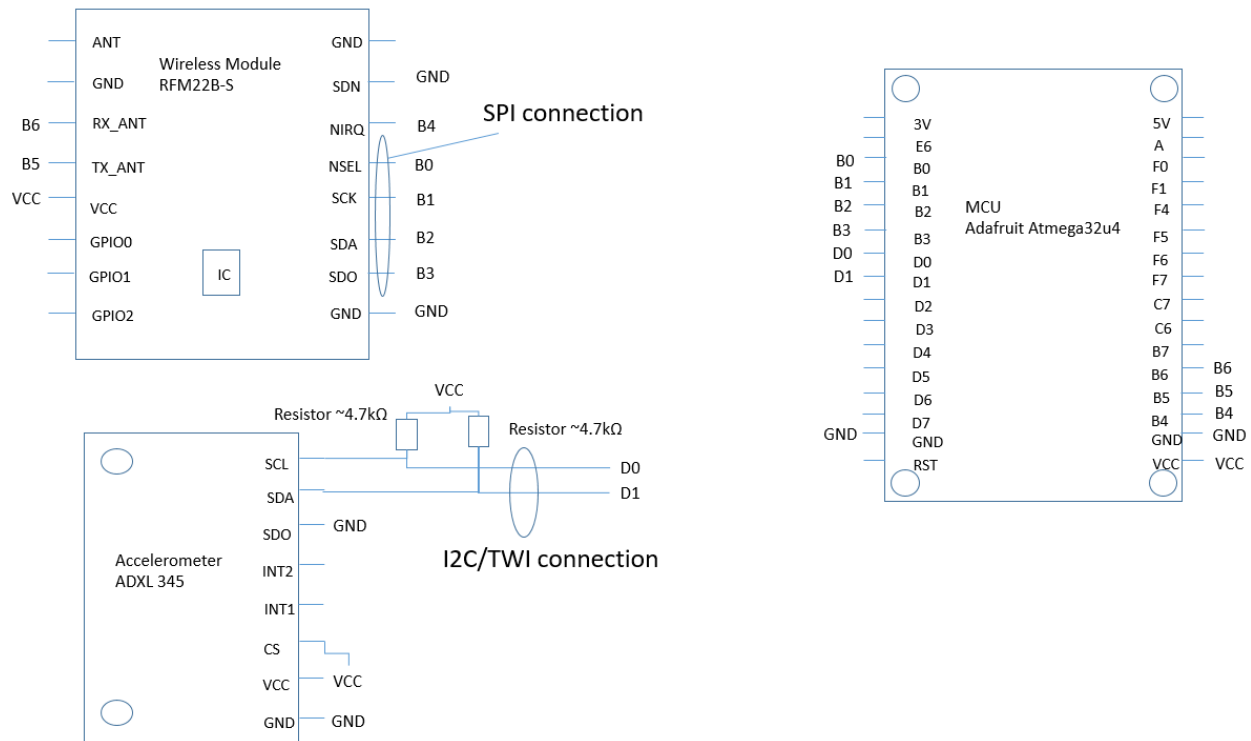 ANT
GND
RX_ANT
TX_ANT
VCC
GPIO0
GPIO1
GPIO2
B6
B5
VCC
Wireless Module
RFM22B-S
IC
GND
SDN
NIRQ
NSEL
SCK
SDA
SDO
GND
GND
B4
B0
B1
B2
B3
GND
SPI connection
VCC
Resistor ~4.7kΩ
Resistor ~4.7kΩ
Accelerometer
ADXL 345
SCL
SDA
SDO
INT2
INT1
CS
VCC
GND
GND
VCC
VCC
GND
D0
D1
I2C/TWI connection
B0
B1
B2
B3
D0
D1
GND
3V
E6
B0
B1
B2
B3
D0
D1
D2
D3
D4
D5
D6
D7
GND
RST
MCU
Adafruit Atmega32u4
5V
A
F0
F1
F4
F5
F6
F7
C7
C6
B7
B6
B5
B4
GND
VCC
B6
B5
B4
GND
VCC